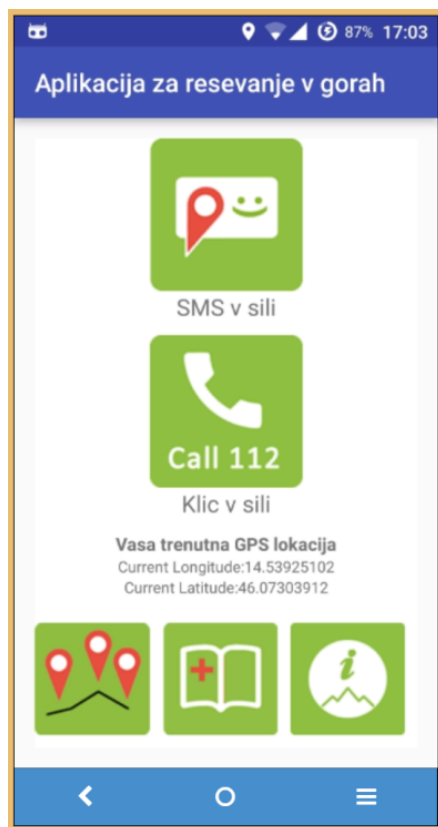 87% 17:03
Aplikacija za resevanje v gorah
SMS v sili
Call 112
Klic v sili
Vasa trenutna GPS lokacija
Current Longitude:14.53925102
Current Latitude:46.07303912
i